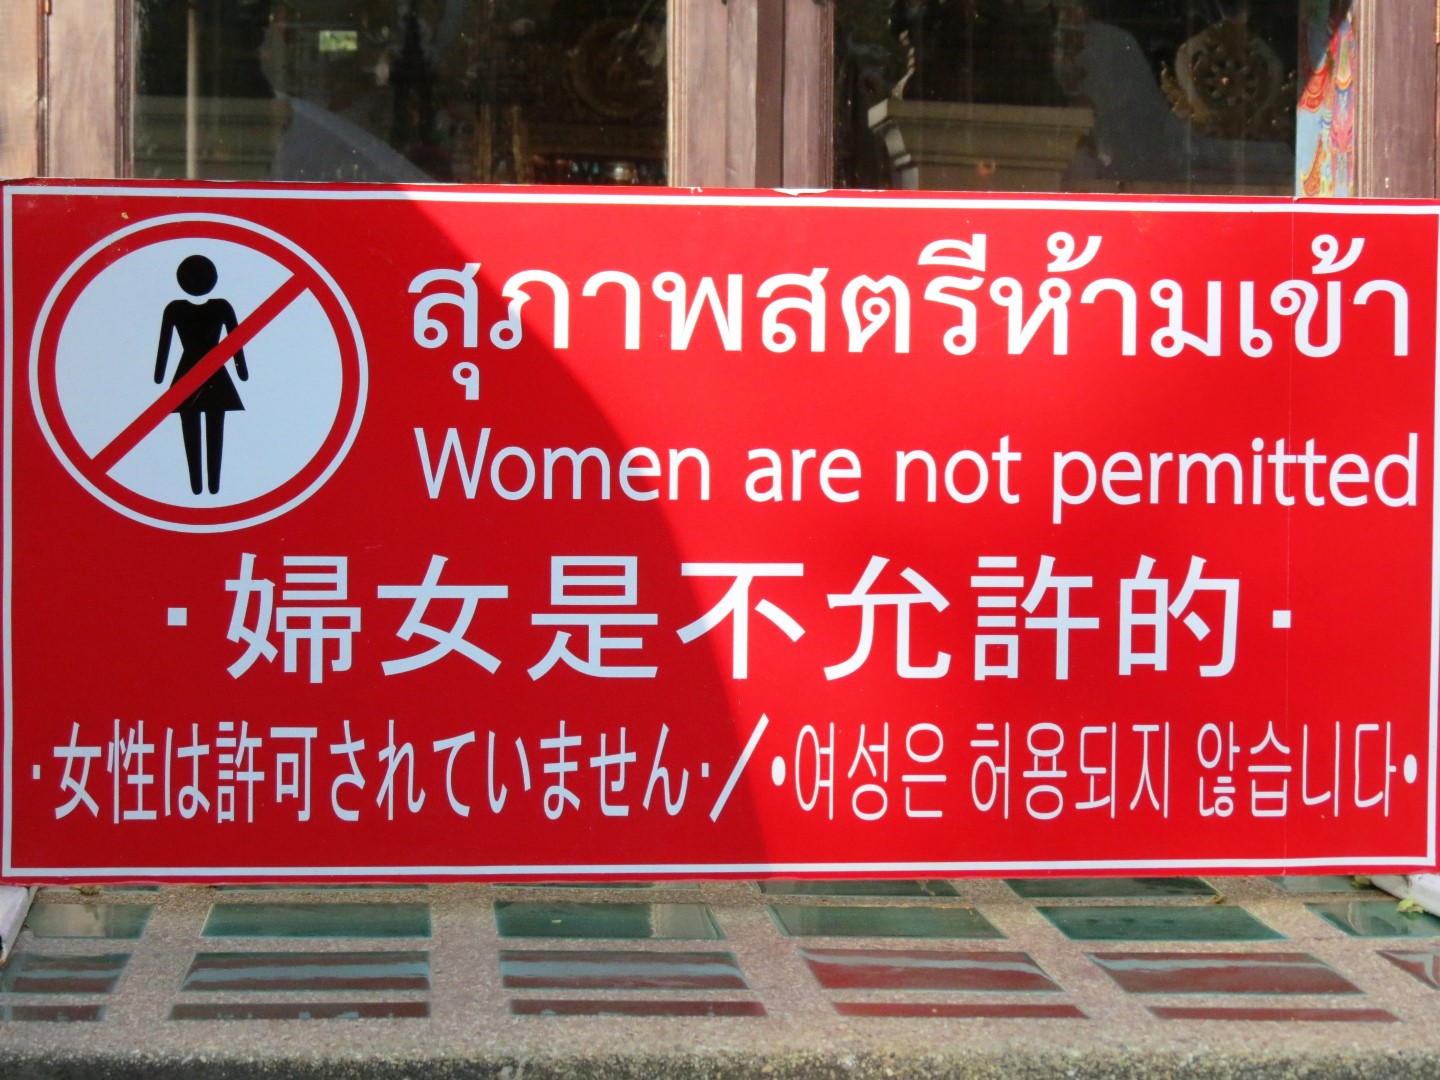 สุภาพสตรีห้ามเข้า
Women are not permitted
·婦女是不允許的·
·女性は許可されていません·/•여성은 허용되지 않습니다•